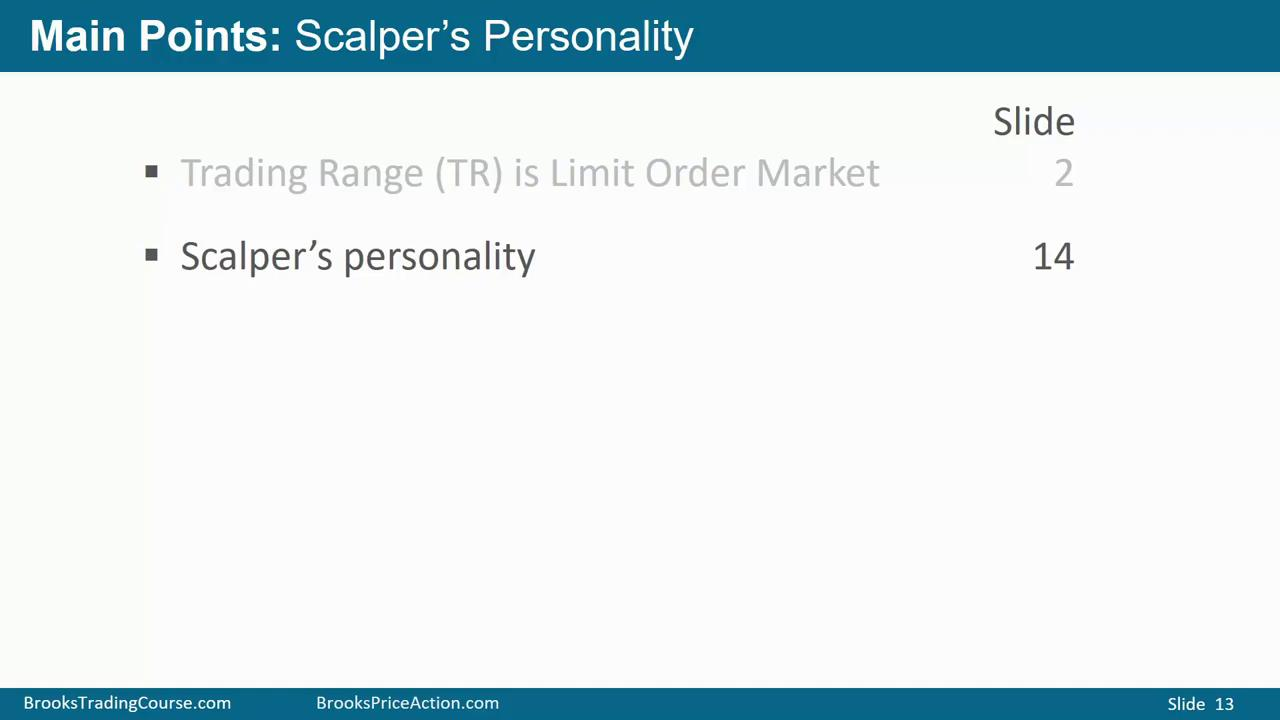 Main Points: Scalper’s Personality
Slide
▪ Trading Range (TR) is Limit Order Market 2
▪ Scalper’s personality 14
BrooksTradingCourse.com BrooksPriceAction.com Slide 13